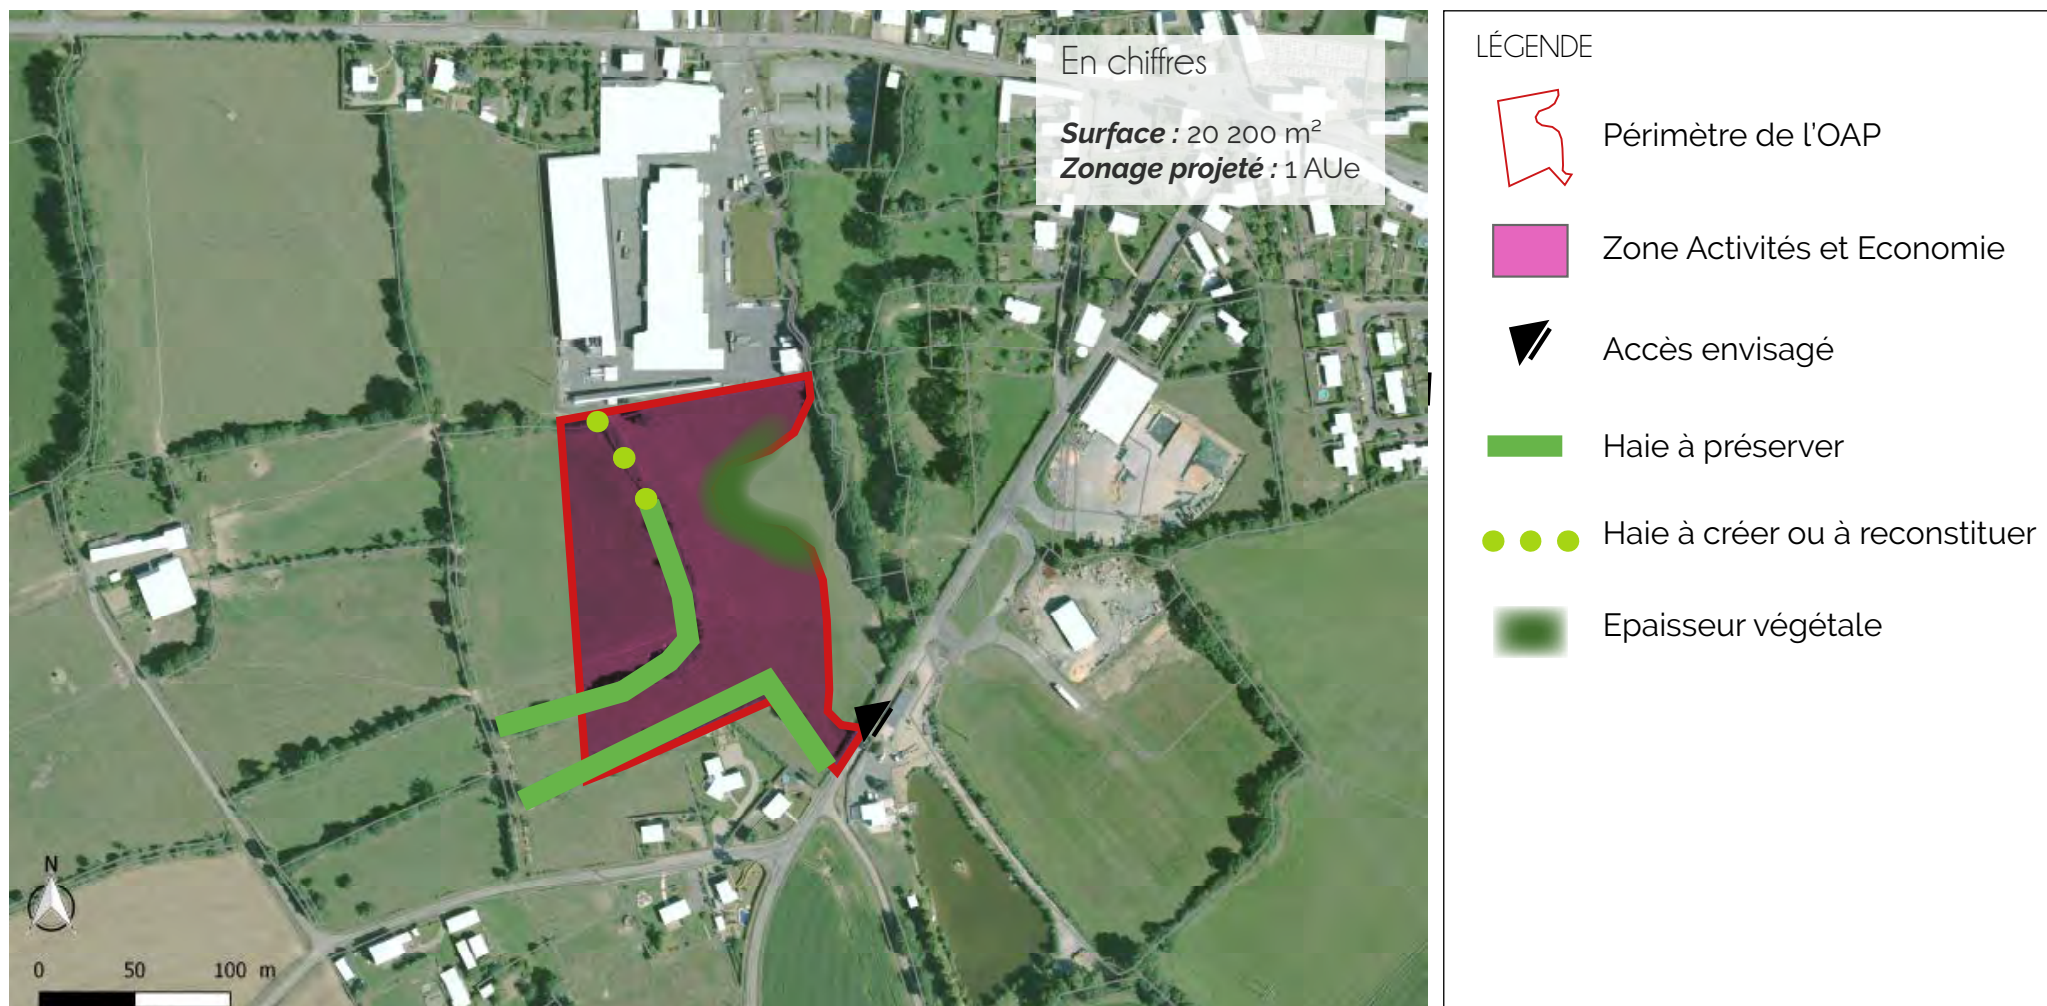 En chiffres
Surface : 20 200 m²
Zonage projeté : 1 AUe
N
0 50 100 m
LÉGENDE
Périmètre de l'OAP
Zone Activités et Economie
Accès envisagé
Haie à préserver
Haie à créer ou à reconstituer
Epaisseur végétale